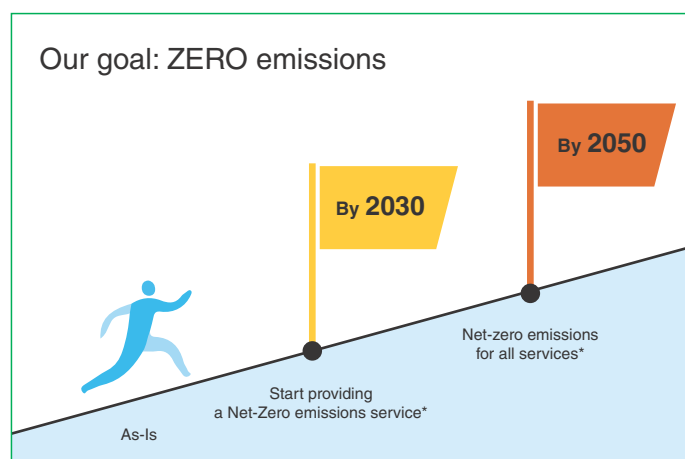 Our goal: ZERO emissions
By 2050
By 2030
Net-zero emissions
for all services*
Start providing
a Net-Zero emissions service*
As-Is